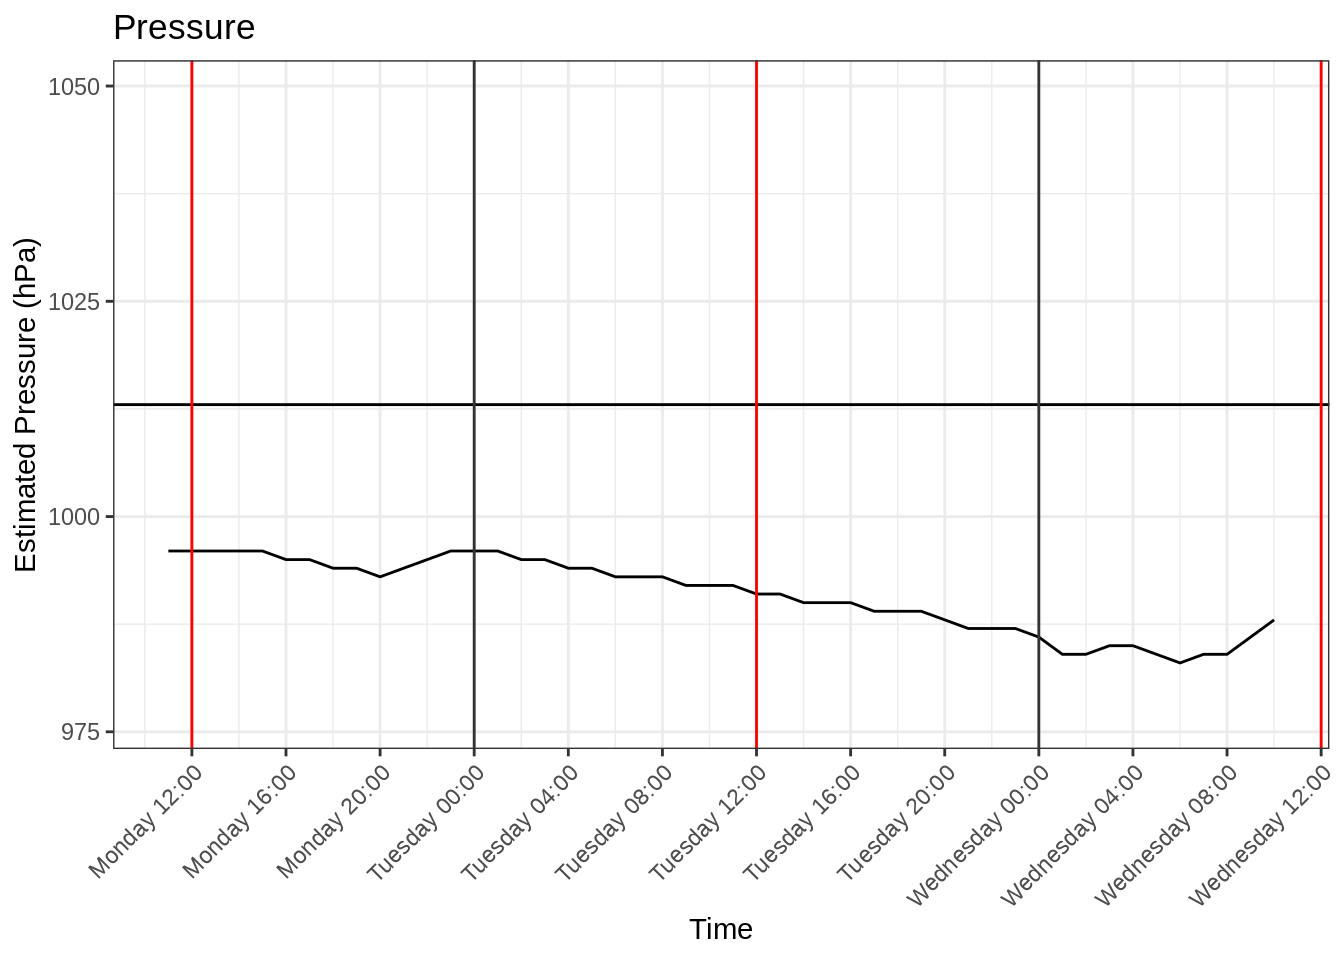 Pressure
1050
1025
1000
975
Estimated Pressure (hPa)
Monday 12:00
Monday 16:00
Monday 20:00
Tuesday 00:00
Tuesday 04:00
Tuesday 08:00
Tuesday 12:00
Tuesday 16:00
Tuesday 20:00
Wednesday 00:00
Wednesday 04:00
Wednesday 08:00
Wednesday 12:00
Time